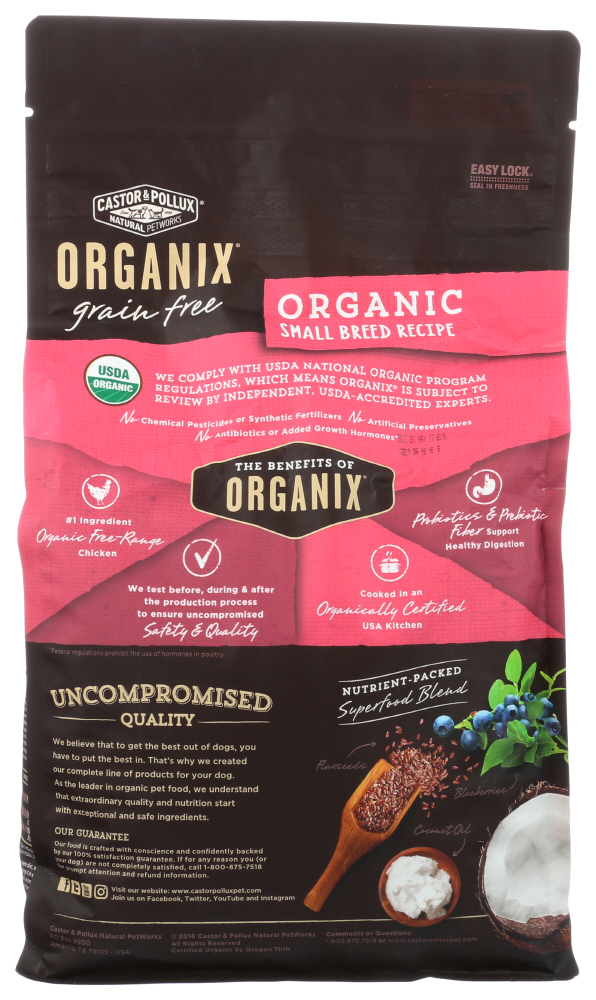 EASY LOCK®
SEAL IN FRESHNESS
CASTOR & POLLUX®
NATURAL PETWORKS
ORGANIX®
grain free
ORGANIC
SMALL BREED RECIPE
USDA
ORGANIC
WE COMPLY WITH USDA NATIONAL ORGANIC PROGRAM
REGULATIONS, WHICH MEANS ORGANIX® IS SUBJECT TO
REVIEW BY INDEPENDENT, USDA-ACCREDITED EXPERTS.
No Chemical Pesticides or Synthetic Fertilizers No Artificial Preservatives
No Antibiotics or Added Growth Hormones*
THE BENEFITS OF
ORGANIX®
#1 Ingredient
Organic Free-Range
Chicken
Probiotics & Prebiotic
Fiber Support
Healthy Digestion
We test before, during & after
the production process
to ensure uncompromised
Safety & Quality
Cooked in an
Organically Certified
USA Kitchen
*Federal regulations prohibit the use of hormones in poultry.
UNCOMPROMISED
QUALITY
We believe that to get the best out of dogs, you
have to put the best in. That's why we created
our complete line of products for your dog.
As the leader in organic pet food, we understand
that extraordinary quality and nutrition start
with exceptional and safe ingredients.
NUTRIENT-PACKED
Superfood Blend
Flaxseeds
Blueberries
Coconut Oil
OUR GUARANTEE
Our food is crafted with conscience and confidently backed
by our 100% satisfaction guarantee. If for any reason you (or
your dog) are not completely satisfied, call 1-800-875-7518
for prompt attention and refund information.
Visit our website: www.castorpolluxpet.com
Join us on Facebook, Twitter, YouTube and Instagram
Castor & Pollux Natural PetWorks
PO Box 9800
Amarillo, TX 79105 - USA
© 2016 Castor & Pollux Natural PetWorks
All Rights Reserved
Certified Organic by Oregon Tilth
Comments or Questions:
1.800.875.7518 or www.castorpolluxpet.com